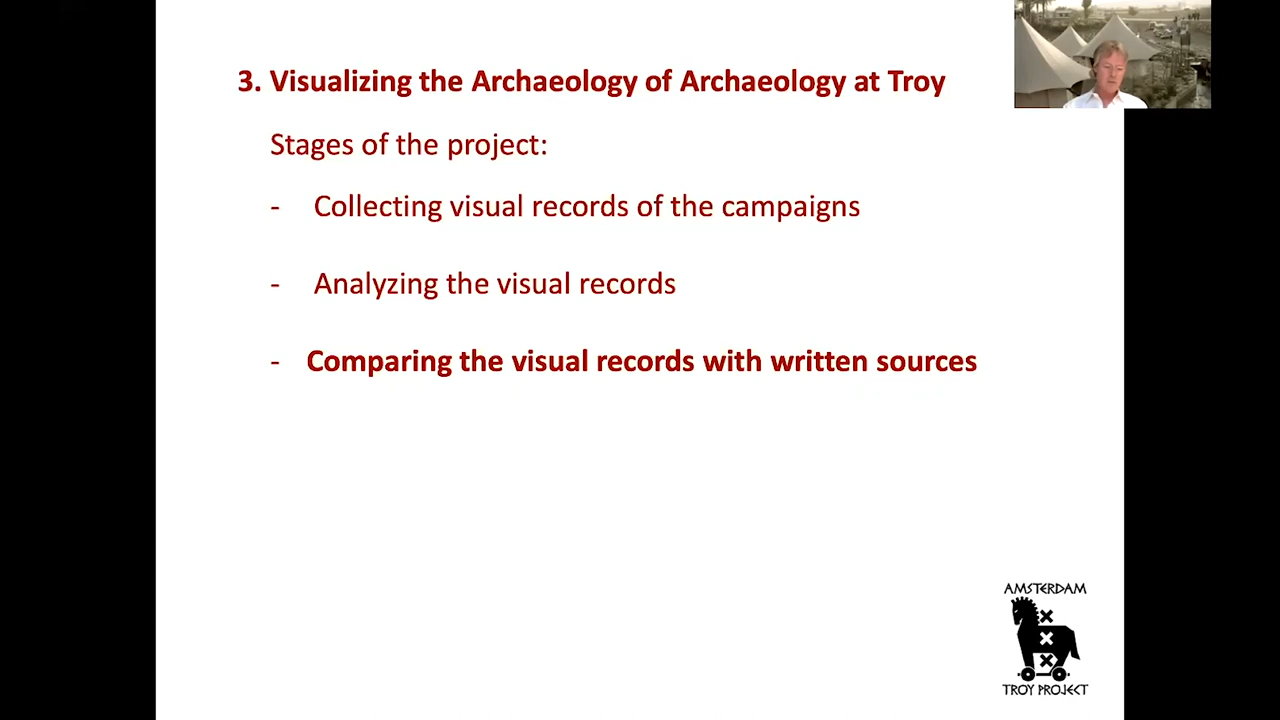 3. Visualizing the Archaeology of Archaeology at Troy
Stages of the project:
- Collecting visual records of the campaigns
- Analyzing the visual records
- Comparing the visual records with written sources
AMSTERDAM
TROY PROJECT